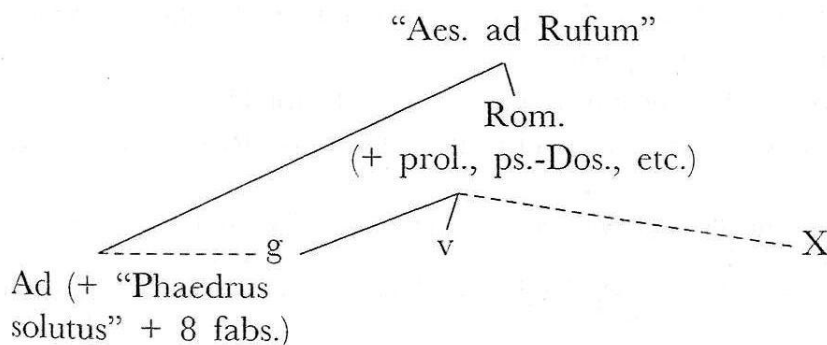 “Aes. ad Rufum”
Rom.
(+ prol., ps.-Dos., etc.)
g
v
X
Ad (+ “Phaedrus
solutus” + 8 fabs.)